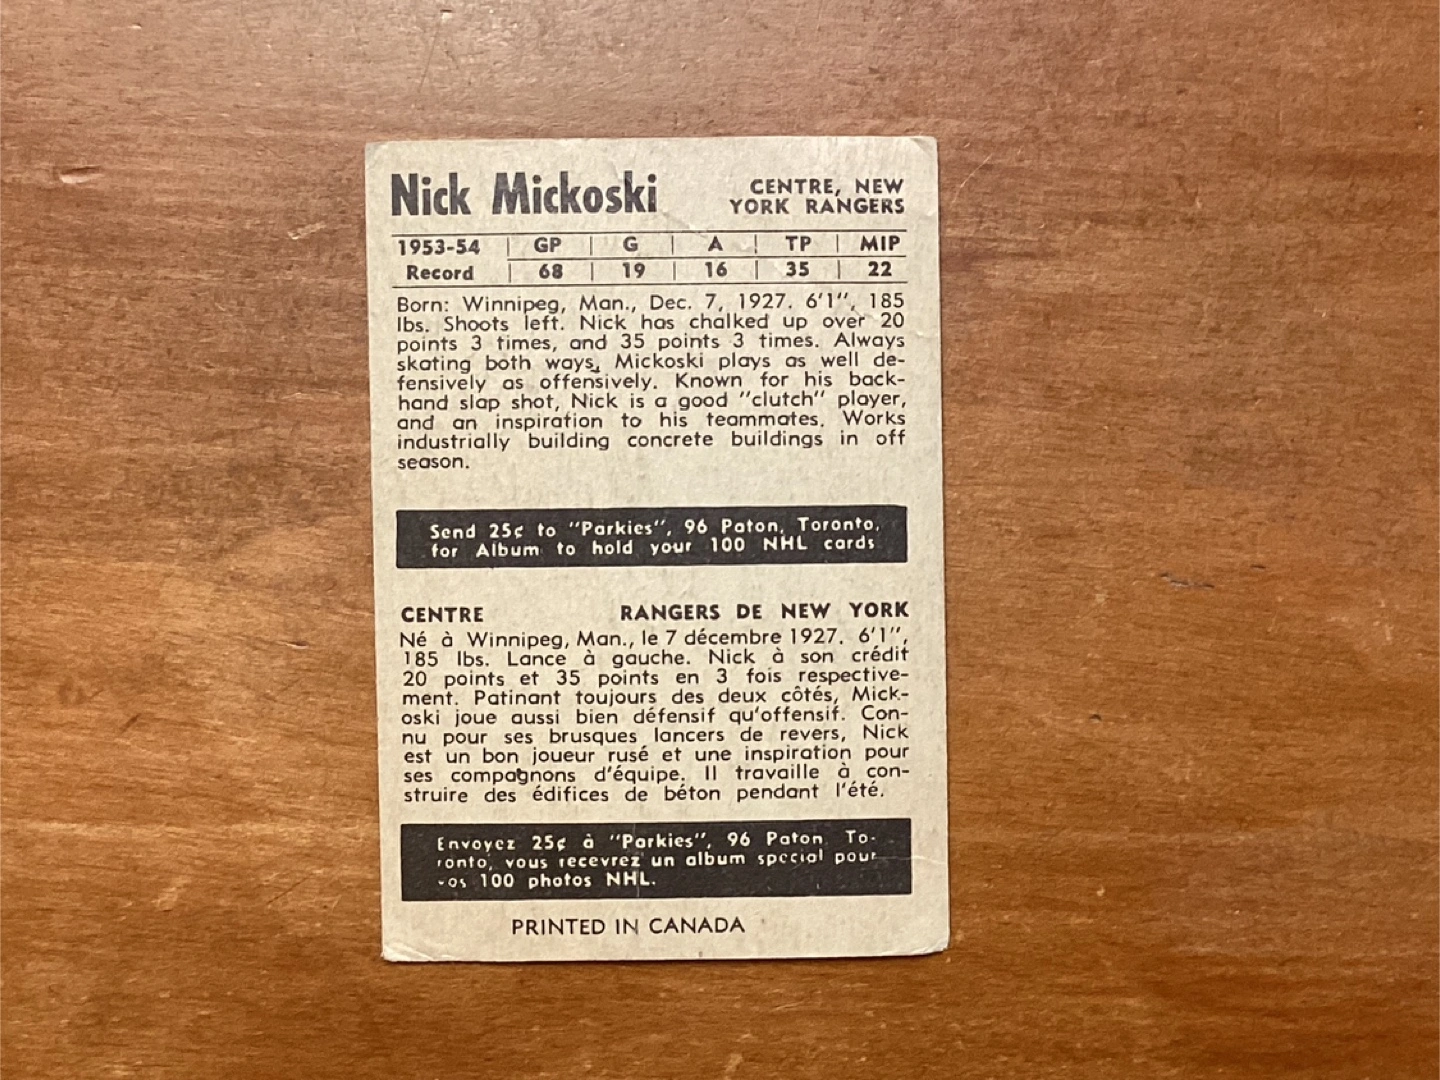 Nick Mickoski
CENTRE, NEW
YORK RANGERS
1953-54 | GP | G | A | TP | MIP
Record | 68 | 19 | 16 | 35 | 22
Born: Winnipeg, Man., Dec. 7, 1927. 6'1", 185
lbs. Shoots left. Nick has chalked up over 20
points 3 times, and 35 points 3 times. Always
skating both ways, Mickoski plays as well de-
fensively as offensively. Known for his back-
hand slap shot, Nick is a good "clutch" player,
and an inspiration to his teammates. Works
industrially building concrete buildings in off
season.
Send 25¢ to "Parkies", 96 Paton, Toronto,
for Album to hold your 100 NHL cards
CENTRE RANGERS DE NEW YORK
Né à Winnipeg, Man., le 7 décembre 1927. 6'1",
185 lbs. Lance à gauche. Nick à son crédit
20 points et 35 points en 3 fois respective-
ment. Patinant toujours des deux côtés, Mick-
oski joue aussi bien défensif qu'offensif. Con-
nu pour ses brusques lancers de revers, Nick
est un bon joueur rusé et une inspiration pour
ses compagnons d'équipe. Il travaille à con-
struire des édifices de béton pendant l'été.
Envoyez 25¢ à "Parkies", 96 Paton To-
ronto, vous recevrez un album special pour
vos 100 photos NHL.
PRINTED IN CANADA